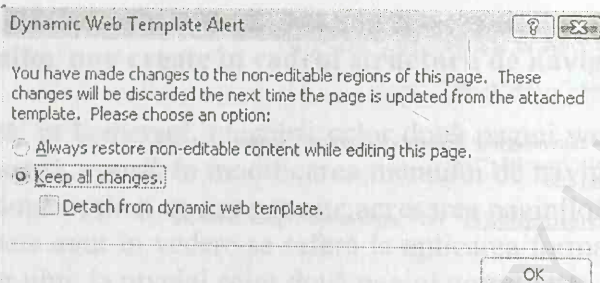 Dynamic Web Template Alert
You have made changes to the non-editable regions of this page. These
changes will be discarded the next time the page is updated from the attached
template. Please choose an option:
Always restore non-editable content while editing this page.
Keep all changes.
Detach from dynamic web template.
OK